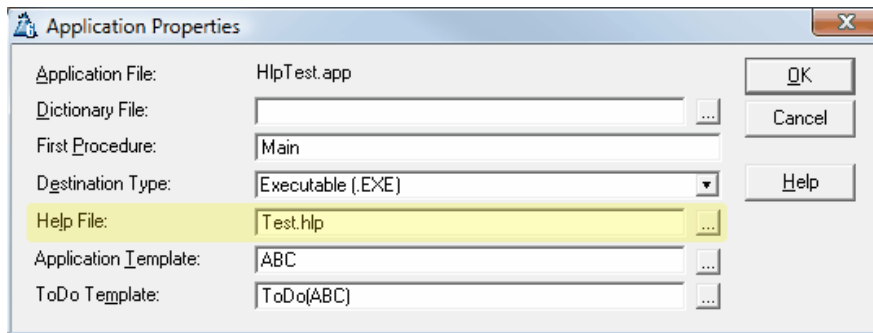 Application Properties
Application File: HlpTest.app
OK
Dictionary File: ...
Cancel
First Procedure: Main
Destination Type: Executable (.EXE)
Help
Help File: Test.hlp ...
Application Template: ABC ...
ToDo Template: ToDo(ABC) ...